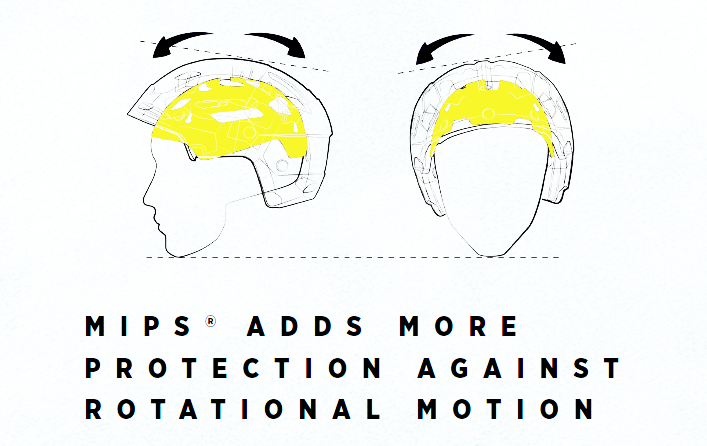 MIPS® ADDS MORE
PROTECTION AGAINST
ROTATIONAL MOTION